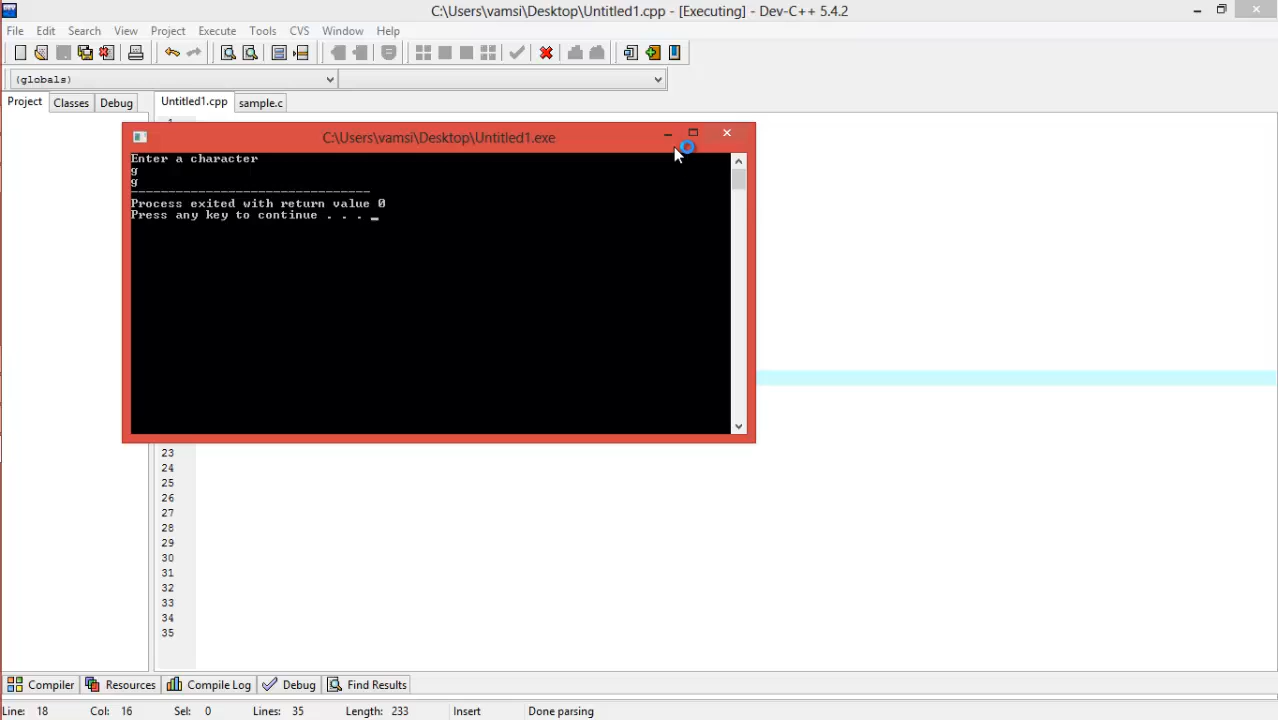 C:\Users\vamsi\Desktop\Untitled1.cpp - [Executing] - Dev-C++ 5.4.2
File Edit Search View Project Execute Tools CVS Window Help
(globals)
Project Classes Debug Untitled1.cpp sample.c
C:\Users\vamsi\Desktop\Untitled1.exe
Enter a character
g
g
--------------------------------
Process exited with return value 0
Press any key to continue . . . _
23
24
25
26
27
28
29
30
31
32
33
34
35
Compiler Resources Compile Log Debug Find Results
Line: 18 Col: 16 Sel: 0 Lines: 35 Length: 233 Insert Done parsing